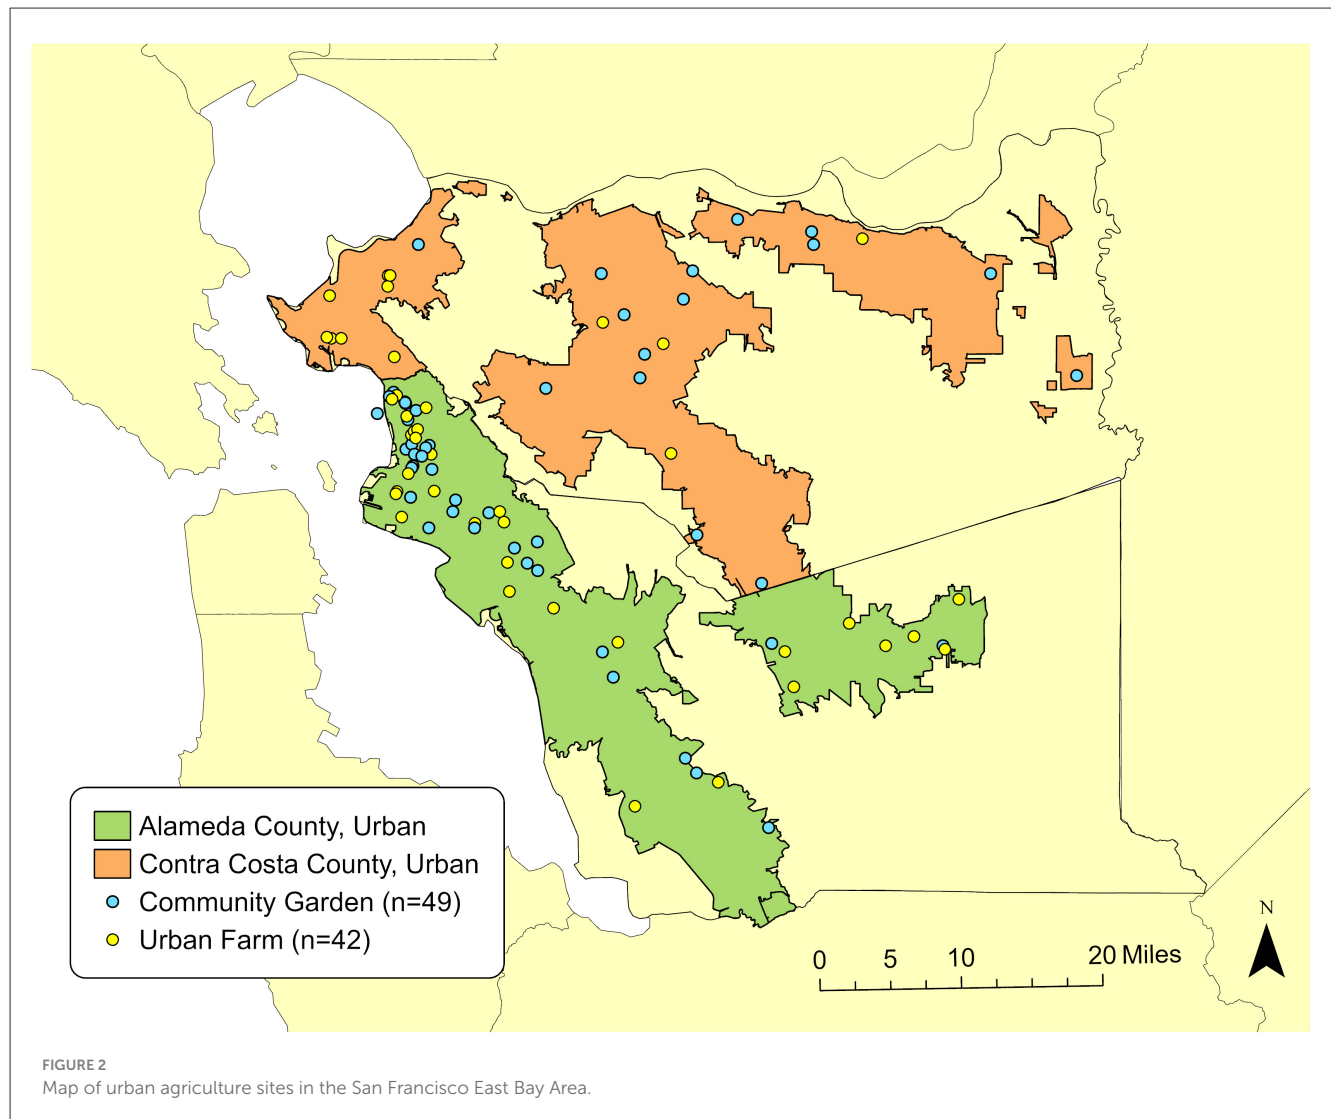 Alameda County, Urban
Contra Costa County, Urban
Community Garden (n=49)
Urban Farm (n=42)
0 5 10 20 Miles
N
FIGURE 2
Map of urban agriculture sites in the San Francisco East Bay Area.